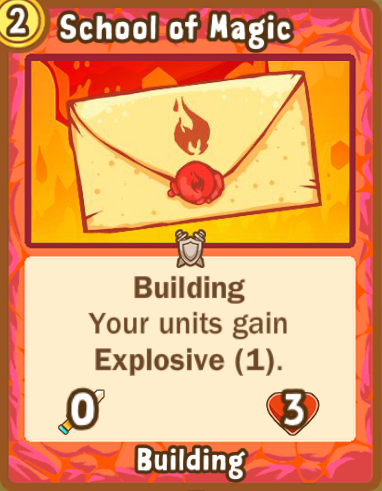 2
School of Magic
Building
Your units gain
Explosive (1).
0
3
Building